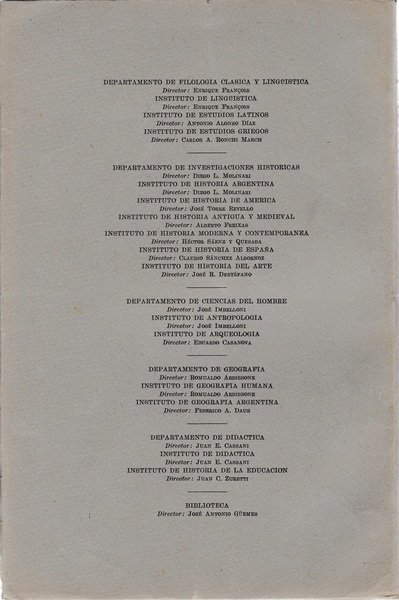 DEPARTAMENTO DE FILOLOGIA CLASICA Y LINGUISTICA
Director: Enrique François
INSTITUTO DE LINGUISTICA
Director: Enrique François
INSTITUTO DE ESTUDIOS LATINOS
Director: Antonio Alonso Díaz
INSTITUTO DE ESTUDIOS GRIEGOS
Director: Carlos A. Ronchi March
DEPARTAMENTO DE INVESTIGACIONES HISTORICAS
Director: Diego L. Molinari
INSTITUTO DE HISTORIA ARGENTINA
Director: Diego L. Molinari
INSTITUTO DE HISTORIA DE AMERICA
Director: José Torre Revello
INSTITUTO DE HISTORIA ANTIGUA Y MEDIEVAL
Director: Alberto Freixas
INSTITUTO DE HISTORIA MODERNA Y CONTEMPORANEA
Director: Héctor Sáenz y Quesada
INSTITUTO DE HISTORIA DE ESPAÑA
Director: Claudio Sánchez Albornoz
INSTITUTO DE HISTORIA DEL ARTE
Director: José R. Destéfano
DEPARTAMENTO DE CIENCIAS DEL HOMBRE
Director: José Imbelloni
INSTITUTO DE ANTROPOLOGIA
Director: José Imbelloni
INSTITUTO DE ARQUEOLOGIA
Director: Eduardo Casanova
DEPARTAMENTO DE GEOGRAFIA
Director: Romualdo Ardissone
INSTITUTO DE GEOGRAFIA HUMANA
Director: Romualdo Ardissone
INSTITUTO DE GEOGRAFIA ARGENTINA
Director: Federico A. Daus
DEPARTAMENTO DE DIDACTICA
Director: Juan E. Cassani
INSTITUTO DE DIDACTICA
Director: Juan E. Cassani
INSTITUTO DE HISTORIA DE LA EDUCACION
Director: Juan C. Zuretti
BIBLIOTECA
Director: José Antonio Güemes